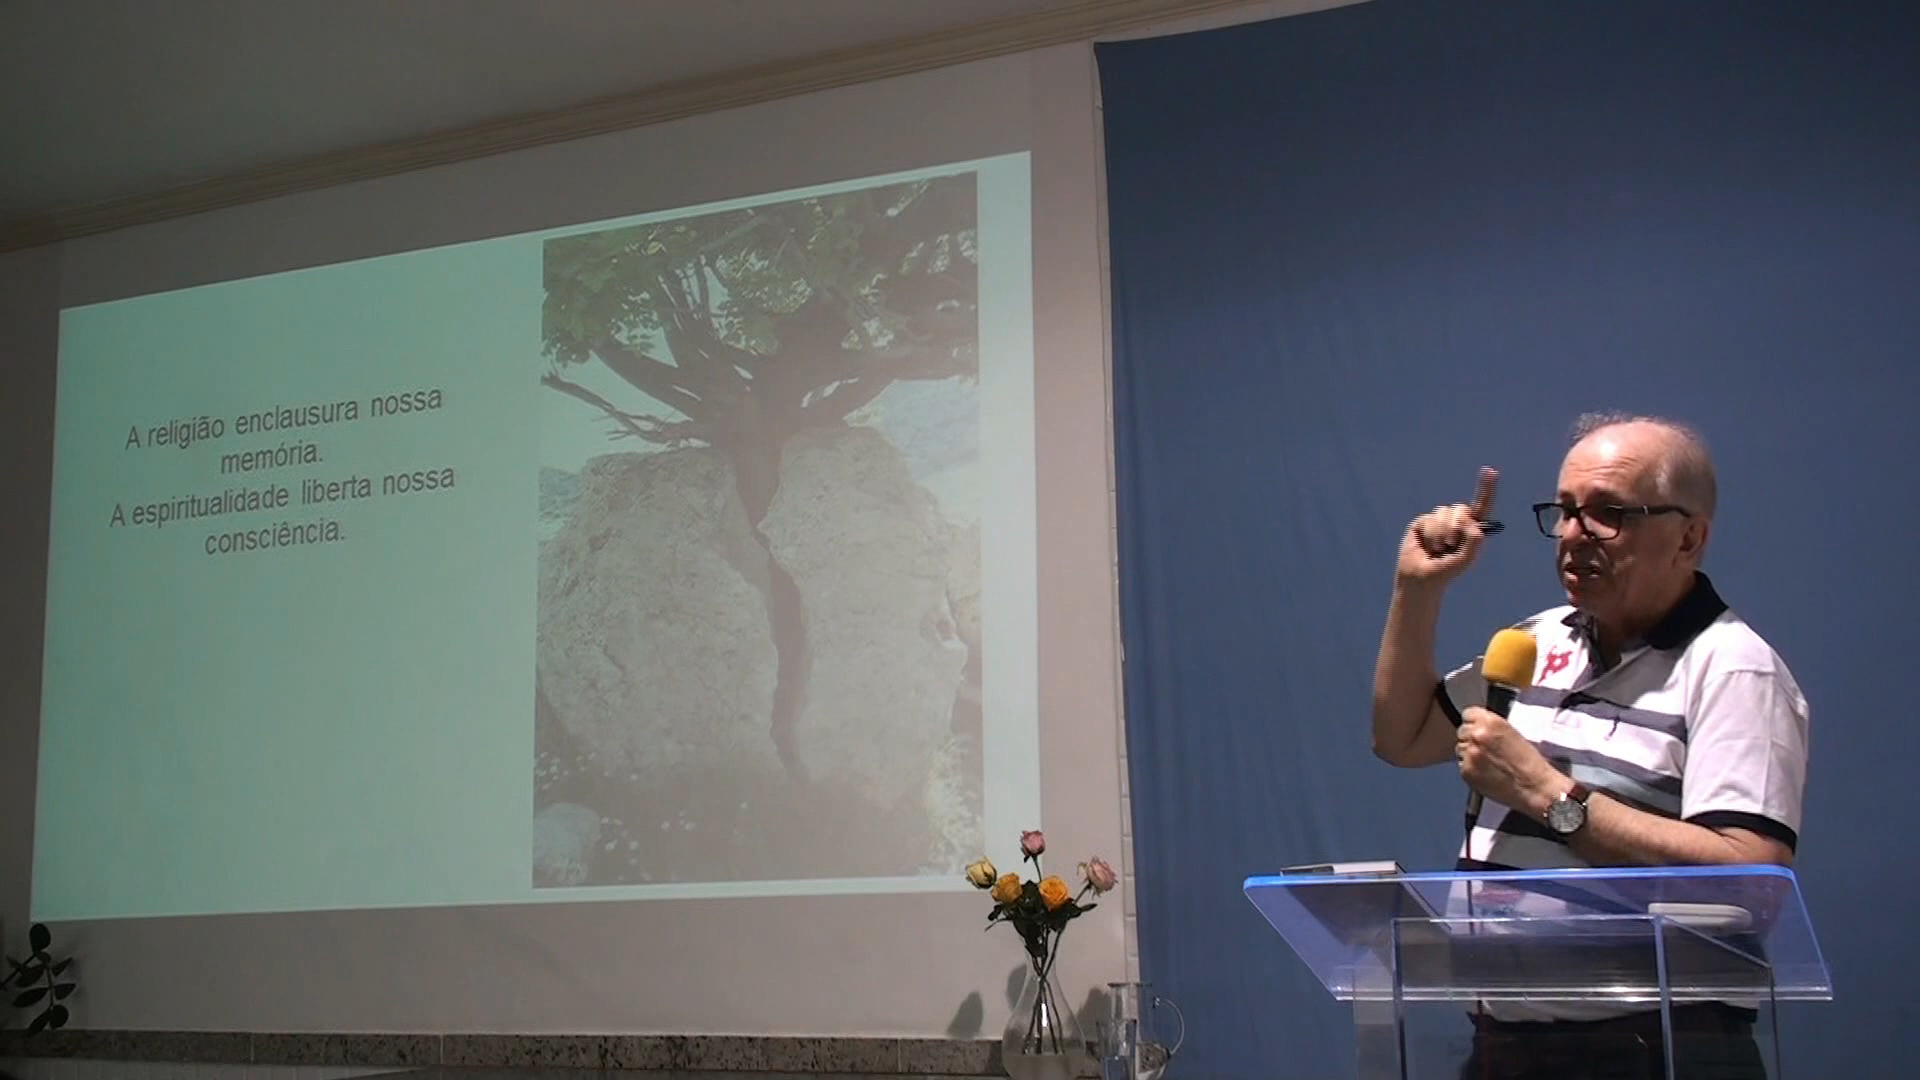 A religião enclausura nossa
memória.
A espiritualidade liberta nossa
consciência.